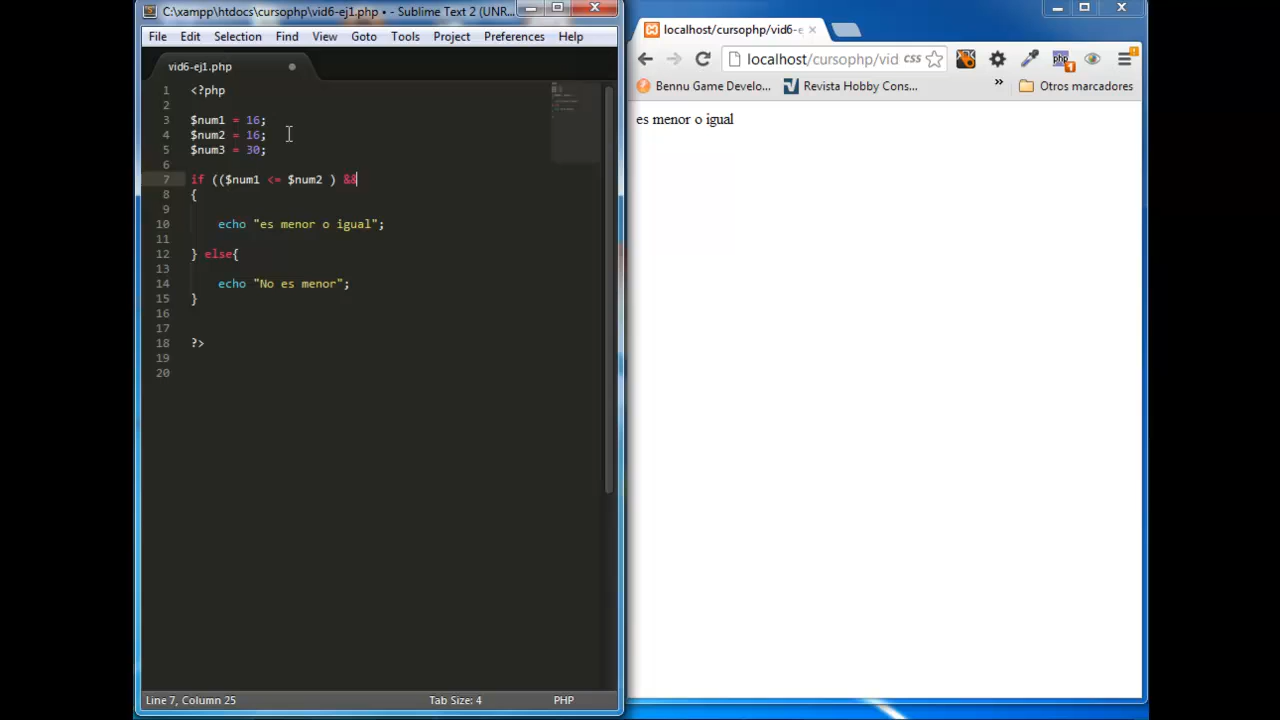 C:\xampp\htdocs\cursophp\vid6-ej1.php • - Sublime Text 2 (UNR...
File Edit Selection Find View Goto Tools Project Preferences Help
vid6-ej1.php
1 <?php
2
3 $num1 = 16;
4 $num2 = 16;
5 $num3 = 30;
6
7 if (($num1 <= $num2 ) &&
8 {
9
10 echo "es menor o igual";
11
12 } else{
13
14 echo "No es menor";
15 }
16
17
18 ?>
19
20
Line 7, Column 25 Tab Size: 4 PHP
localhost/cursophp/vid6-e
localhost/cursophp/vid CSS php 1
Bennu Game Develo... Revista Hobby Cons... » Otros marcadores
es menor o igual